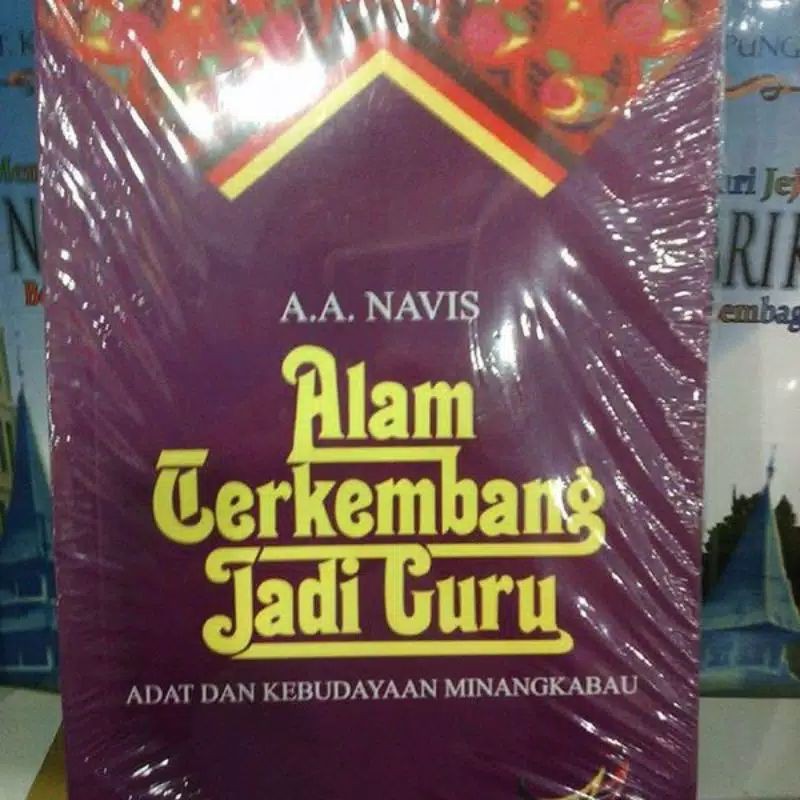 A.A. NAVIS
Alam
Terkembang
Jadi Guru
ADAT DAN KEBUDAYAAN MINANGKABAU